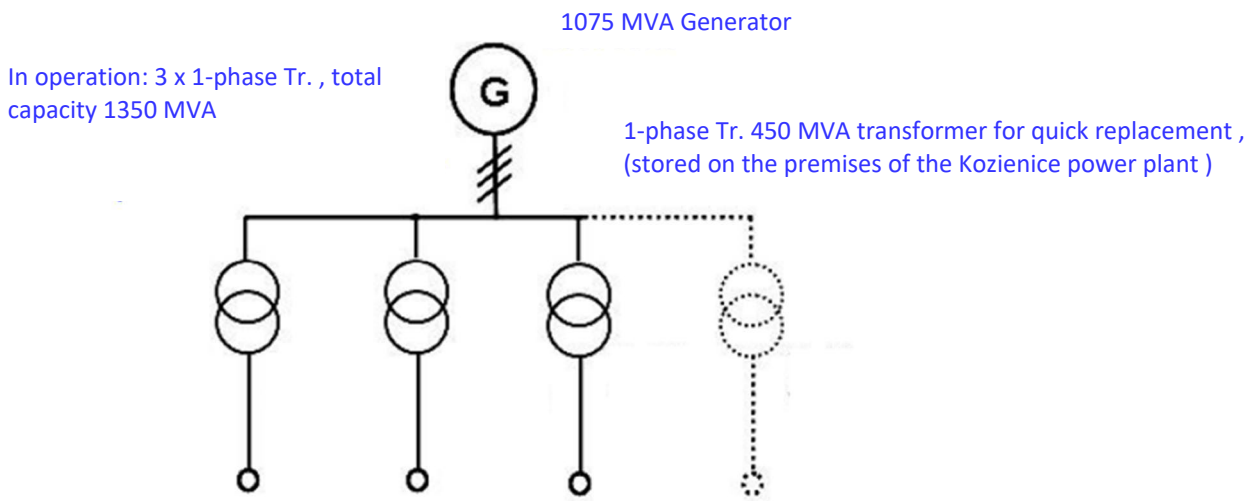 1075 MVA Generator
In operation: 3 x 1-phase Tr. , total
capacity 1350 MVA
G
1-phase Tr. 450 MVA transformer for quick replacement ,
(stored on the premises of the Kozienice power plant )